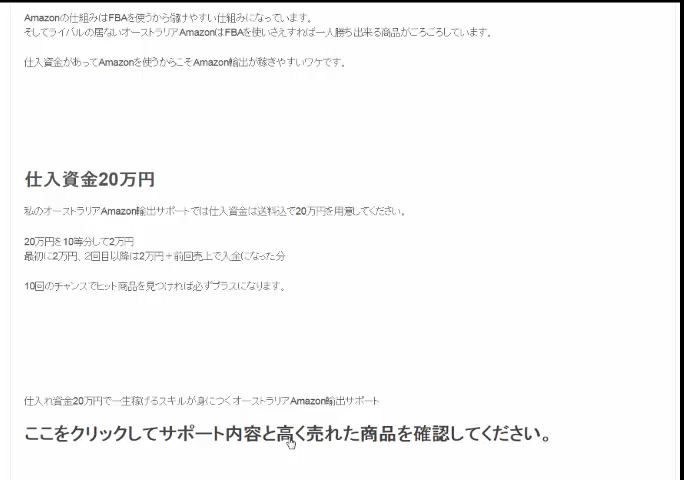 Amazonの仕組みはFBAを使うから儲けやすい仕組みになっています。
そしてライバルの居ないオーストラリアAmazonはFBAを使いさえすれば一人勝ち出来る商品がごろごろしています。
仕入資金があってAmazonを使うからこそAmazon輸出が稼ぎやすいワケです。
仕入資金20万円
私のオーストラリアAmazon輸出サポートでは仕入資金は送料込で20万円を用意してください。
20万円を10等分して2万円
最初に2万円、2回目以降は2万円＋前回売上で入金になった分
10回のチャンスでヒット商品を見つければ必ずプラスになります。
仕入れ資金20万円で一生稼げるスキルが身につくオーストラリアAmazon輸出サポート
ここをクリックしてサポート内容と高く売れた商品を確認してください。